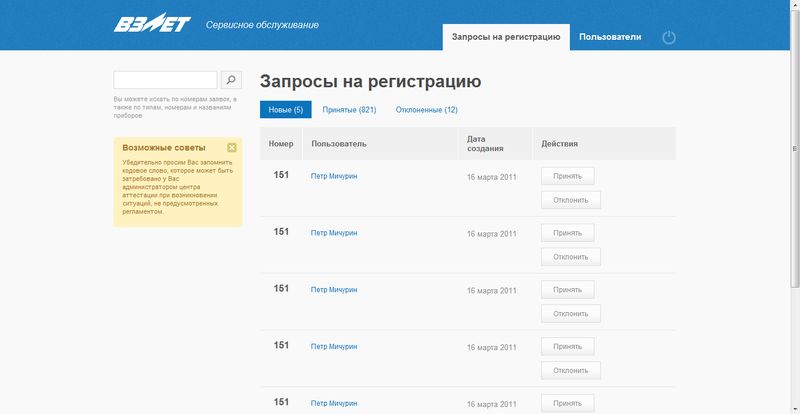 ВЗЛЕТ
Сервисное обслуживание
Запросы на регистрацию
Пользователи
Вы можете искать по номерам заявок, а
также по типам, номерам и названиям
приборов
Возможные советы
Убедительно просим Вас запомнить
кодовое слово, которое может быть
затребовано у Вас
администратором центра
аттестации при возникновении
ситуаций, не предусмотренных
регламентом.
Запросы на регистрацию
Новые (5)
Принятые (821)
Отклоненные (12)
Номер
Пользователь
Дата
создания
Действия
151
Петр Мичурин
16 марта 2011
Принять
Отклонить
151
Петр Мичурин
16 марта 2011
Принять
Отклонить
151
Петр Мичурин
16 марта 2011
Принять
Отклонить
151
Петр Мичурин
16 марта 2011
Принять
Отклонить
151
Петр Мичурин
16 марта 2011
Принять